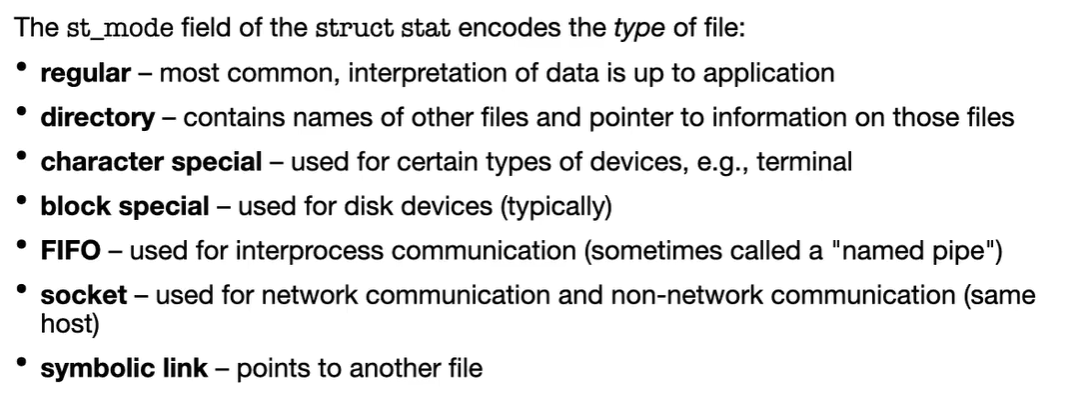 The st_mode field of the struct stat encodes the type of file:
• regular – most common, interpretation of data is up to application
• directory – contains names of other files and pointer to information on those files
• character special – used for certain types of devices, e.g., terminal
• block special – used for disk devices (typically)
• FIFO – used for interprocess communication (sometimes called a "named pipe")
• socket – used for network communication and non-network communication (same
host)
• symbolic link – points to another file